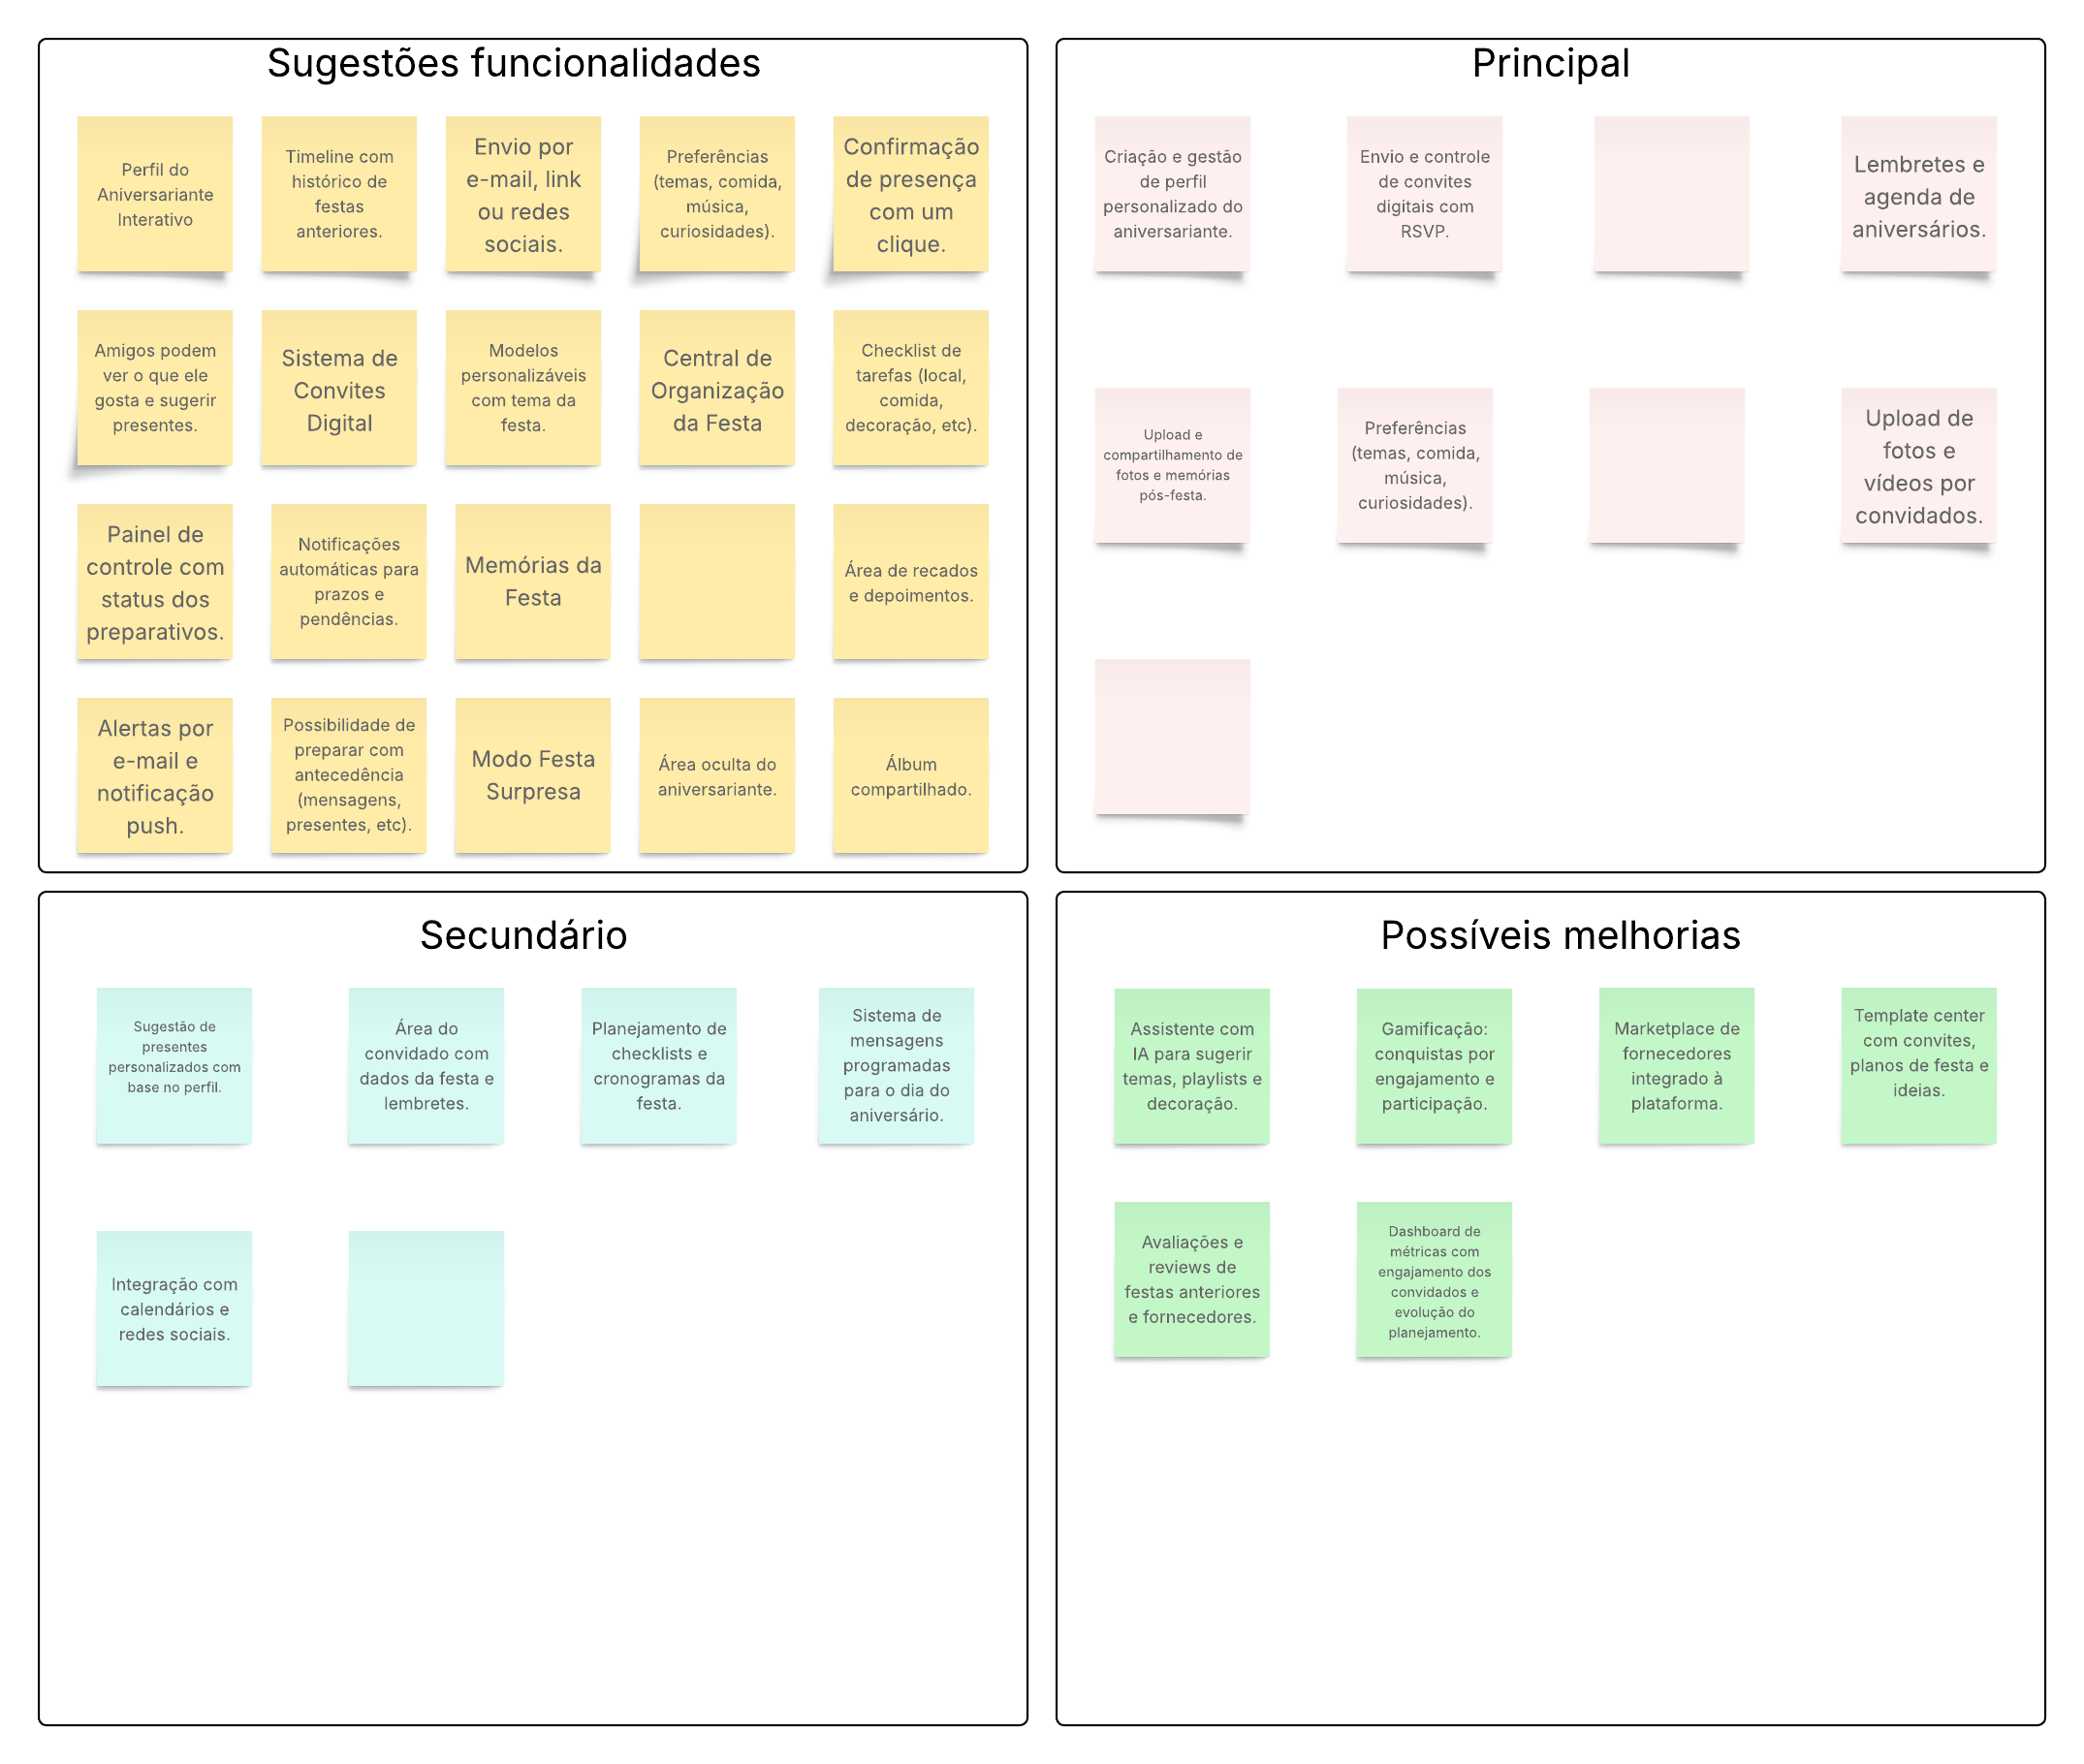 Sugestões funcionalidades
Perfil do
Aniversariante
Interativo
Timeline com
histórico de
festas
anteriores.
Envio por
e-mail, link
ou redes
sociais.
Preferências
(temas, comida,
música,
curiosidades).
Confirmação
de presença
com um
clique.
Amigos podem
ver o que ele
gosta e sugerir
presentes.
Sistema de
Convites
Digital
Modelos
personalizáveis
com tema da
festa.
Central de
Organização
da Festa
Checklist de
tarefas (local,
comida,
decoração, etc).
Painel de
controle com
status dos
preparativos.
Notificações
automáticas para
prazos e
pendências.
Memórias da
Festa
Área de recados
e depoimentos.
Alertas por
e-mail e
notificação
push.
Possibilidade de
preparar com
antecedência
(mensagens,
presentes, etc).
Modo Festa
Surpresa
Área oculta do
aniversariante.
Álbum
compartilhado.
Principal
Criação e gestão
de perfil
personalizado do
aniversariante.
Envio e controle
de convites
digitais com
RSVP.
Lembretes e
agenda de
aniversários.
Upload e
compartilhamento de
fotos e memórias
pós-festa.
Preferências
(temas, comida,
música,
curiosidades).
Upload de
fotos e
vídeos por
convidados.
Secundário
Sugestão de
presentes
personalizados com
base no perfil.
Área do
convidado com
dados da festa e
lembretes.
Planejamento de
checklists e
cronogramas da
festa.
Sistema de
mensagens
programadas
para o dia do
aniversário.
Integração com
calendários e
redes sociais.
Possíveis melhorias
Assistente com
IA para sugerir
temas, playlists e
decoração.
Gamificação:
conquistas por
engajamento e
participação.
Marketplace de
fornecedores
integrado à
plataforma.
Template center
com convites,
planos de festa e
ideias.
Avaliações e
reviews de
festas anteriores
e fornecedores.
Dashboard de
métricas com
engajamento dos
convidados e
evolução do
planejamento.